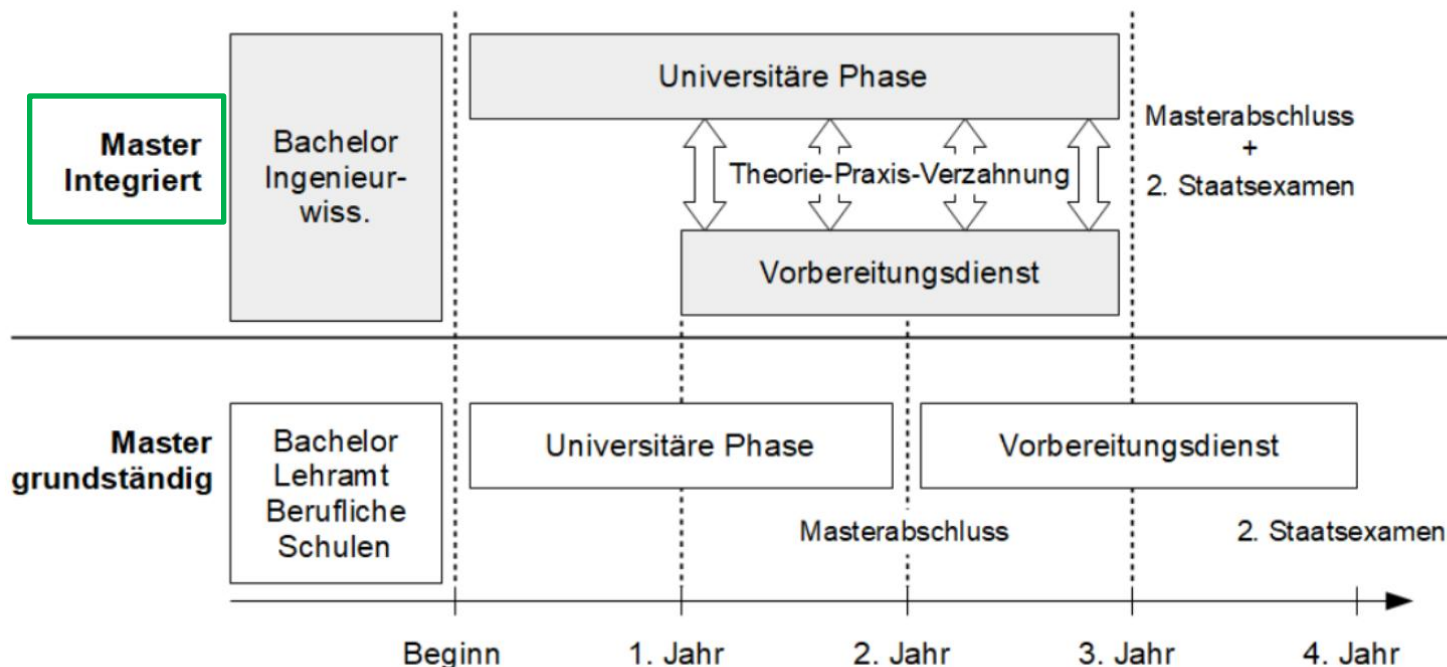 Master
Integriert
Bachelor
Ingenieur-
wiss.
Universitäre Phase
Theorie-Praxis-Verzahnung
Vorbereitungsdienst
Masterabschluss
+
2. Staatsexamen
Master
grundständig
Bachelor
Lehramt
Berufliche
Schulen
Universitäre Phase
Vorbereitungsdienst
Masterabschluss
2. Staatsexamen
Beginn
1. Jahr
2. Jahr
3. Jahr
4. Jahr